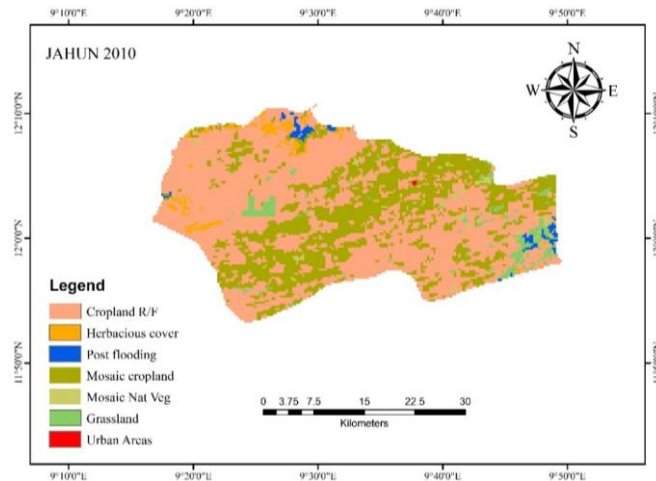 9°10'0"E 9°20'0"E 9°30'0"E 9°40'0"E 9°50'0"E
JAHUN 2010
N
W E
S
12°10'0"N
12°0'0"N
11°50'0"N
Legend
Cropland R/F
Herbacious cover
Post flooding
Mosaic cropland
Mosaic Nat Veg
Grassland
Urban Areas
0 3.75 7.5 15 22.5 30
Kilometers
9°10'0"E 9°20'0"E 9°30'0"E 9°40'0"E 9°50'0"E